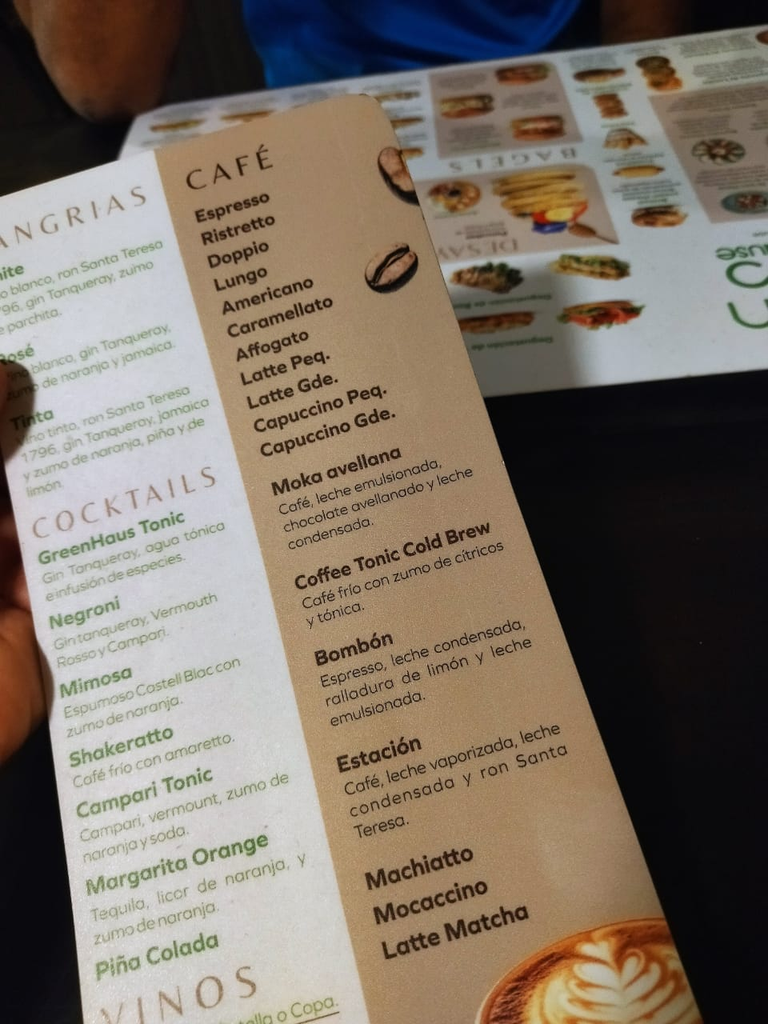 ANGRIAS
blanco, ron Santa Teresa
796, gin Tanqueray, zumo
parchita.
blanco, gin Tanqueray,
zumo de naranja y jamaica.
Tinta
tinto, ron Santa Teresa
1796, gin Tanqueray, jamaica
y zumo de naranja, piña y de
limón.
COCKTAILS
GreenHaus Tonic
Gin Tanqueray, agua tónica
e infusión de especies.
Negroni
Gin tanqueray, Vermouth
Rosso y Campari.
Mimosa
Espumoso Castell Blac con
zumo de naranja.
Shakeratto
Café frío con amaretto.
Campari Tonic
Campari, vermount, zumo de
naranja y soda.
Margarita Orange
Tequila, licor de naranja, y
zumo de naranja.
Piña Colada
VINOS
o Copa.
CAFÉ
Espresso
Ristretto
Doppio
Lungo
Americano
Caramellato
Affogato
Latte Peq.
Latte Gde.
Capuccino Peq.
Capuccino Gde.
Moka avellana
Café, leche emulsionada,
chocolate avellanado y leche
condensada.
Coffee Tonic Cold Brew
Café frío con zumo de cítricos
y tónica.
Bombón
Espresso, leche condensada,
ralladura de limón y leche
emulsionada.
Estación
Café, leche vaporizada, leche
condensada y ron Santa
Teresa.
Machiatto
Mocaccino
Latte Matcha
BAGELS
DESAY